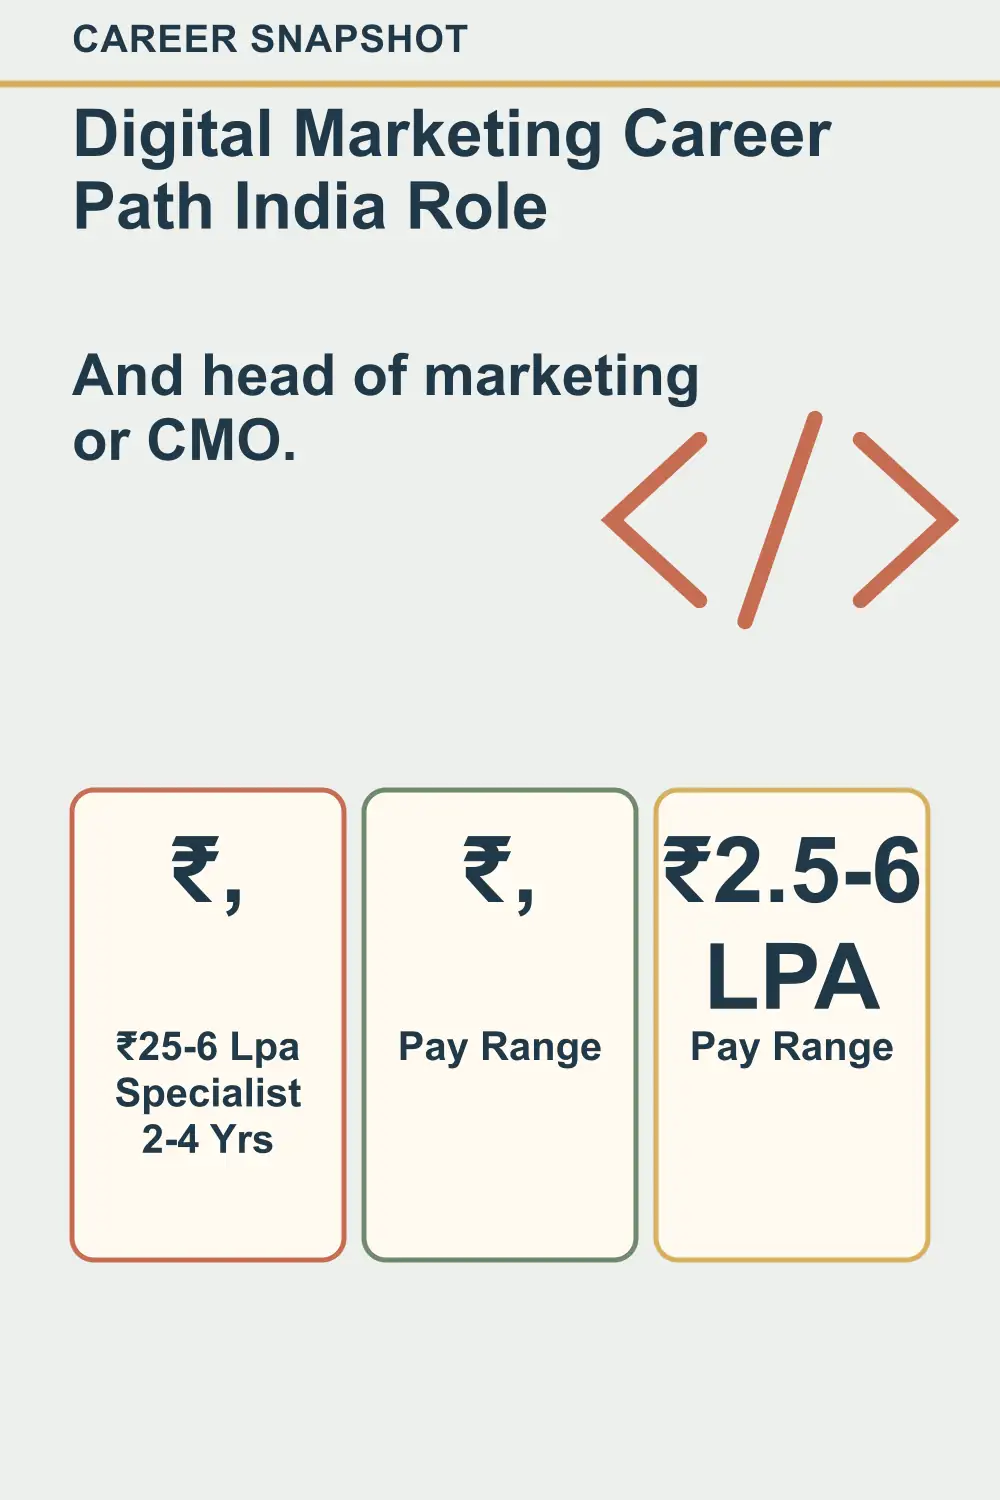 CAREER SNAPSHOT
Digital Marketing Career
Path India Role
And head of marketing
or CMO.
₹,
₹25-6 Lpa
Specialist
2-4 Yrs
₹,
Pay Range
₹2.5-6
LPA
Pay Range